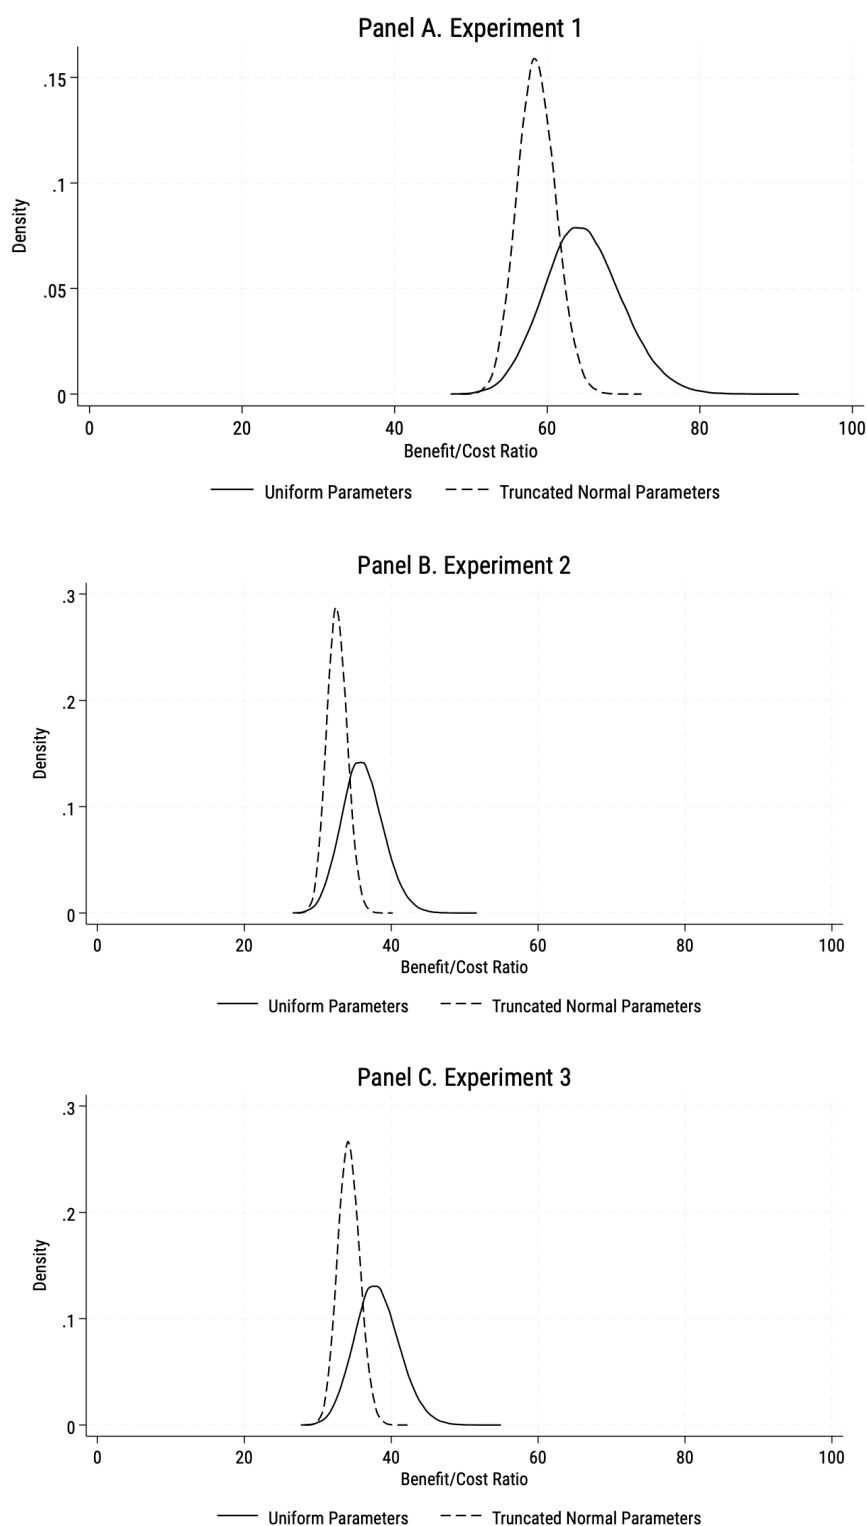 Panel A. Experiment 1
.15
.1
.05
0
Density
0 20 40 60 80 100
Benefit/Cost Ratio
Uniform Parameters Truncated Normal Parameters
Panel B. Experiment 2
.3
.2
.1
0
Density
0 20 40 60 80 100
Benefit/Cost Ratio
Uniform Parameters Truncated Normal Parameters
Panel C. Experiment 3
.3
.2
.1
0
Density
0 20 40 60 80 100
Benefit/Cost Ratio
Uniform Parameters Truncated Normal Parameters